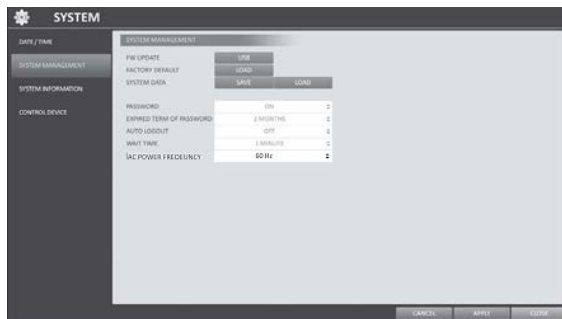 SYSTEM
DATE / TIME
SYSTEM MANAGEMENT
SYSTEM INFORMATION
CONTROL DEVICE
SYSTEM MANAGEMENT
FW UPDATE USB
FACTORY DEFAULT LOAD
SYSTEM DATA SAVE LOAD
PASSWORD ON
EXPIRED TERM OF PASSWORD 2 MONTHS
AUTO LOGOUT OFF
WAIT TIME 1 MINUTE
AC POWER FREQEUNCY 60 Hz
CANCEL APPLY CLOSE